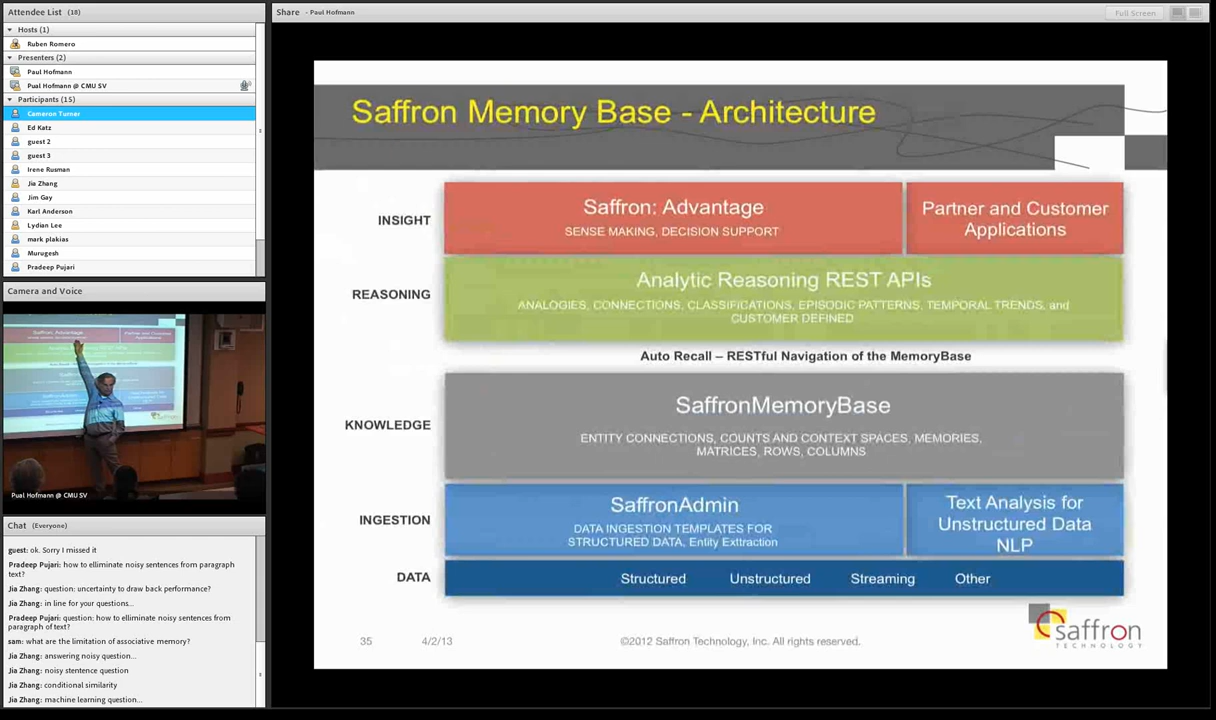 Attendee List (18)
Hosts (1)
Ruben Romero
Presenters (2)
Paul Hofmann
Pual Hofmann @ CMU SV
Participants (15)
Cameron Turner
Ed Katz
guest 2
guest 3
Irene Rusman
Jia Zhang
Jim Gay
Karl Anderson
Lydian Lee
mark plakias
Murugesh
Pradeep Pujari
Camera and Voice
Pual Hofmann @ CMU SV
Chat (Everyone)
guest: ok. Sorry I missed it
Pradeep Pujari: how to elliminate noisy sentences from paragraph
text?
Jia Zhang: question: uncertainty to draw back performance?
Jia Zhang: in line for your questions...
Pradeep Pujari: question: how to elliminate noisy sentences from
paragraph of text?
sam: what are the limitation of associative memory?
Jia Zhang: answering noisy question...
Jia Zhang: noisy stentence question
Jia Zhang: conditional similarity
Jia Zhang: machine learning question...
Share - Paul Hofmann
Full Screen
Saffron Memory Base - Architecture
INSIGHT
Saffron: Advantage
SENSE MAKING, DECISION SUPPORT
Partner and Customer
Applications
REASONING
Analytic Reasoning REST APIs
ANALOGIES, CONNECTIONS, CLASSIFICATIONS, EPISODIC PATTERNS, TEMPORAL TRENDS, and
CUSTOMER DEFINED
Auto Recall – RESTful Navigation of the MemoryBase
KNOWLEDGE
SaffronMemoryBase
ENTITY CONNECTIONS, COUNTS AND CONTEXT SPACES, MEMORIES,
MATRICES, ROWS, COLUMNS
INGESTION
SaffronAdmin
DATA INGESTION TEMPLATES FOR
STRUCTURED DATA, Entity Exttraction
Text Analysis for
Unstructured Data
NLP
DATA
Structured Unstructured Streaming Other
35 4/2/13 ©2012 Saffron Technology, Inc. All rights reserved.
saffron
TECHNOLOGY